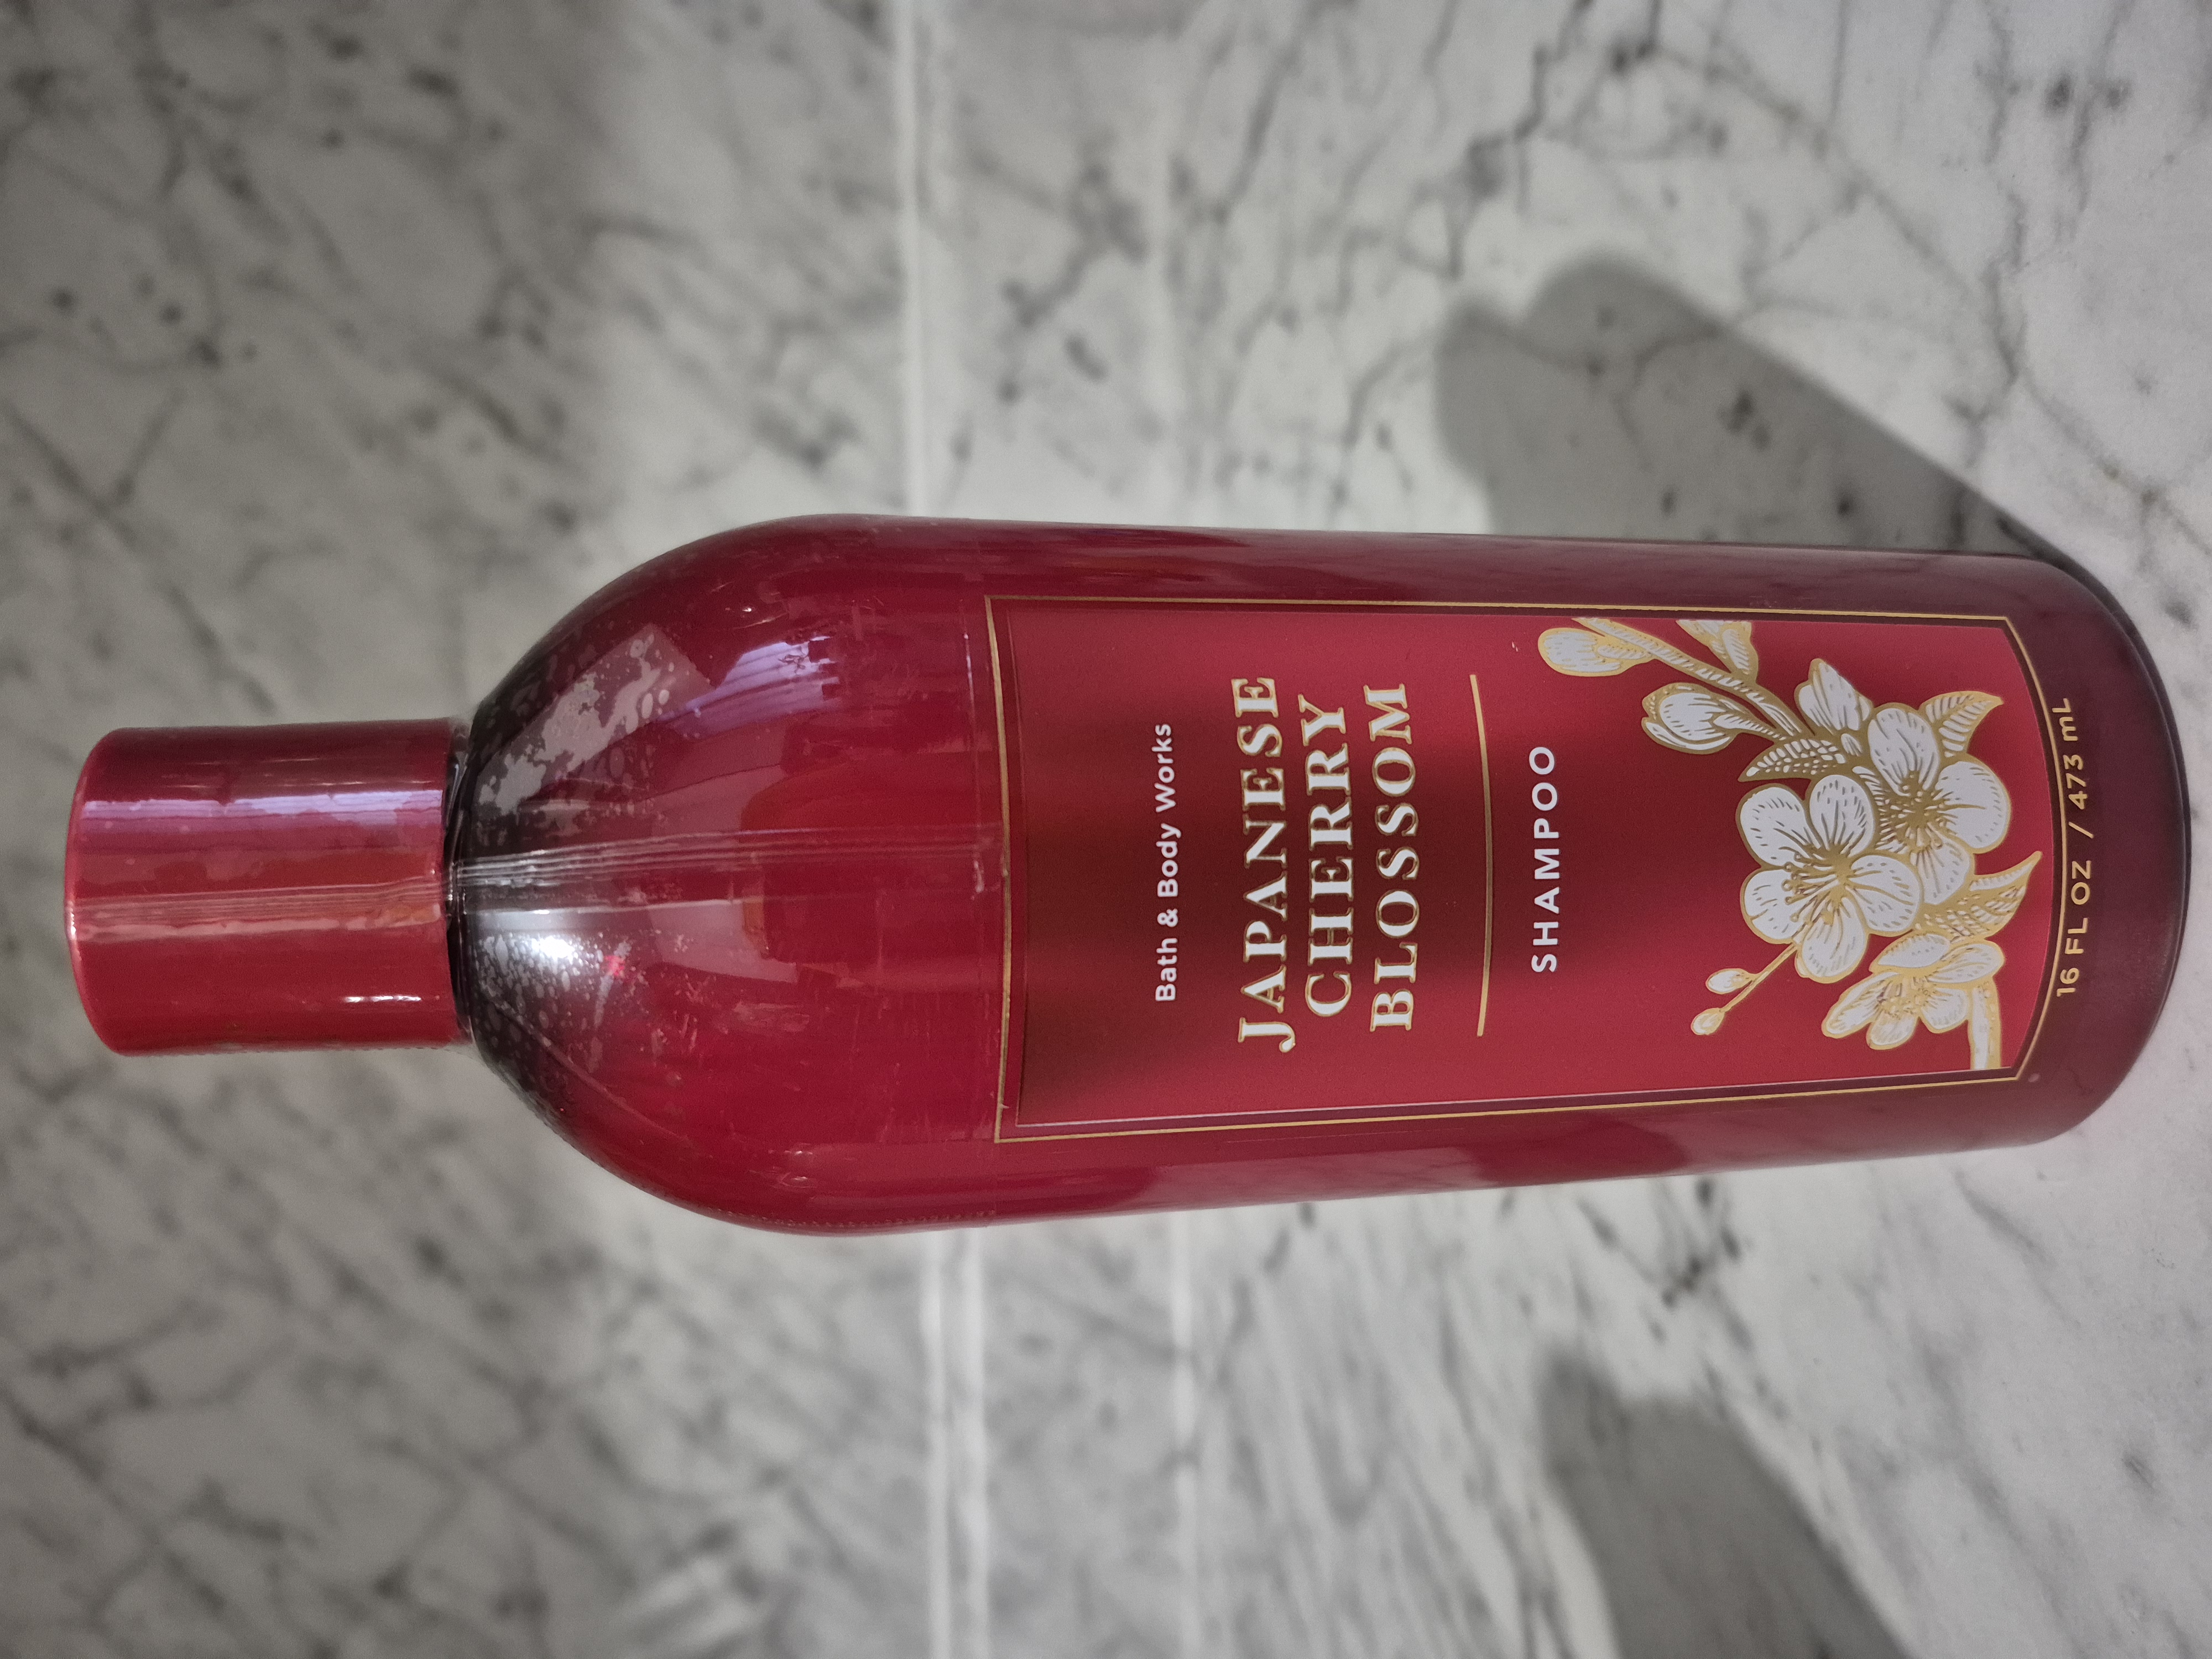 Bath & Body Works
JAPANESE
CHERRY
BLOSSOM
SHAMPOO
16 FL OZ / 473 mL